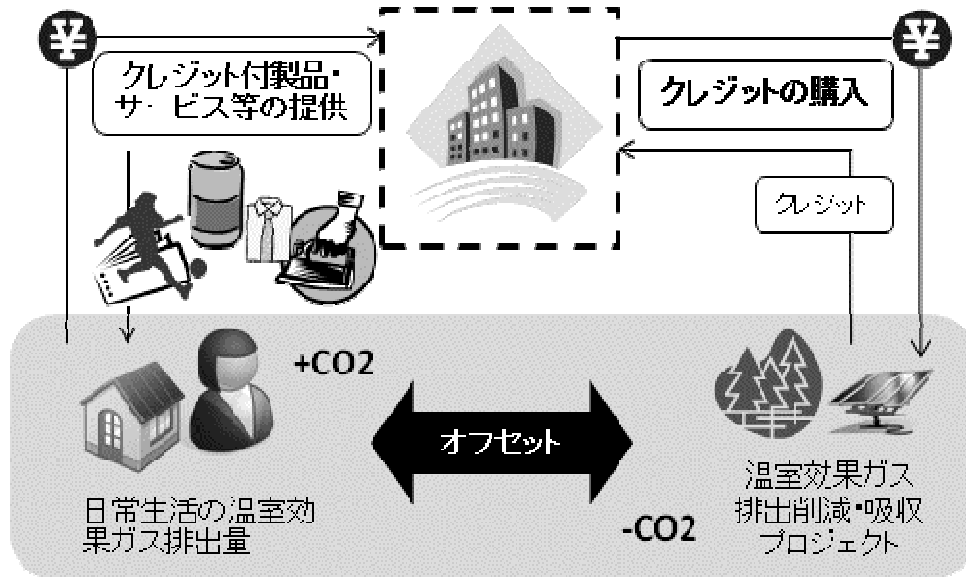 ¥
¥
クレジット付製品・
サービス等の提供
クレジットの購入
クレジット
+CO2
オフセット
-CO2
日常生活の温室効
果ガス排出量
温室効果ガス
排出削減・吸収
プロジェクト